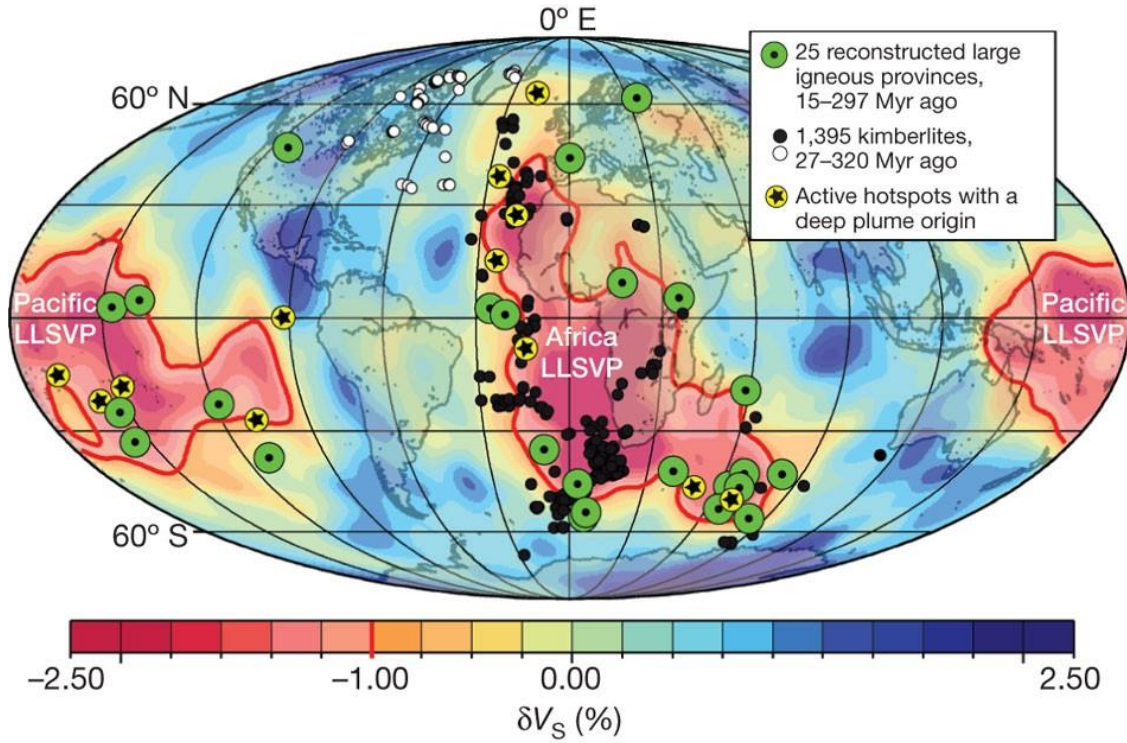 0º E
25 reconstructed large
igneous provinces,
15–297 Myr ago
1,395 kimberlites,
27–320 Myr ago
Active hotspots with a
deep plume origin
60º N
Pacific
LLSVP
Africa
LLSVP
Pacific
LLSVP
60º S
−2.50 −1.00 0.00 2.50
δVS (%)